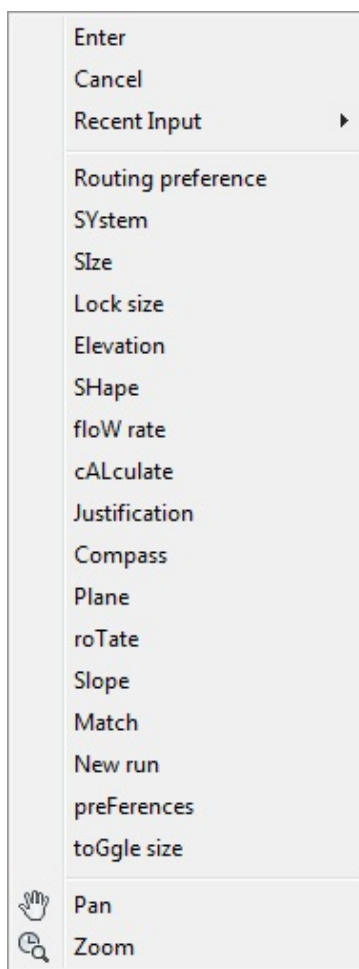 Enter
Cancel
Recent Input
Routing preference
SYstem
SIze
Lock size
Elevation
SHape
floW rate
cALculate
Justification
Compass
Plane
roTate
Slope
Match
New run
preFerences
toGgle size
Pan
Zoom